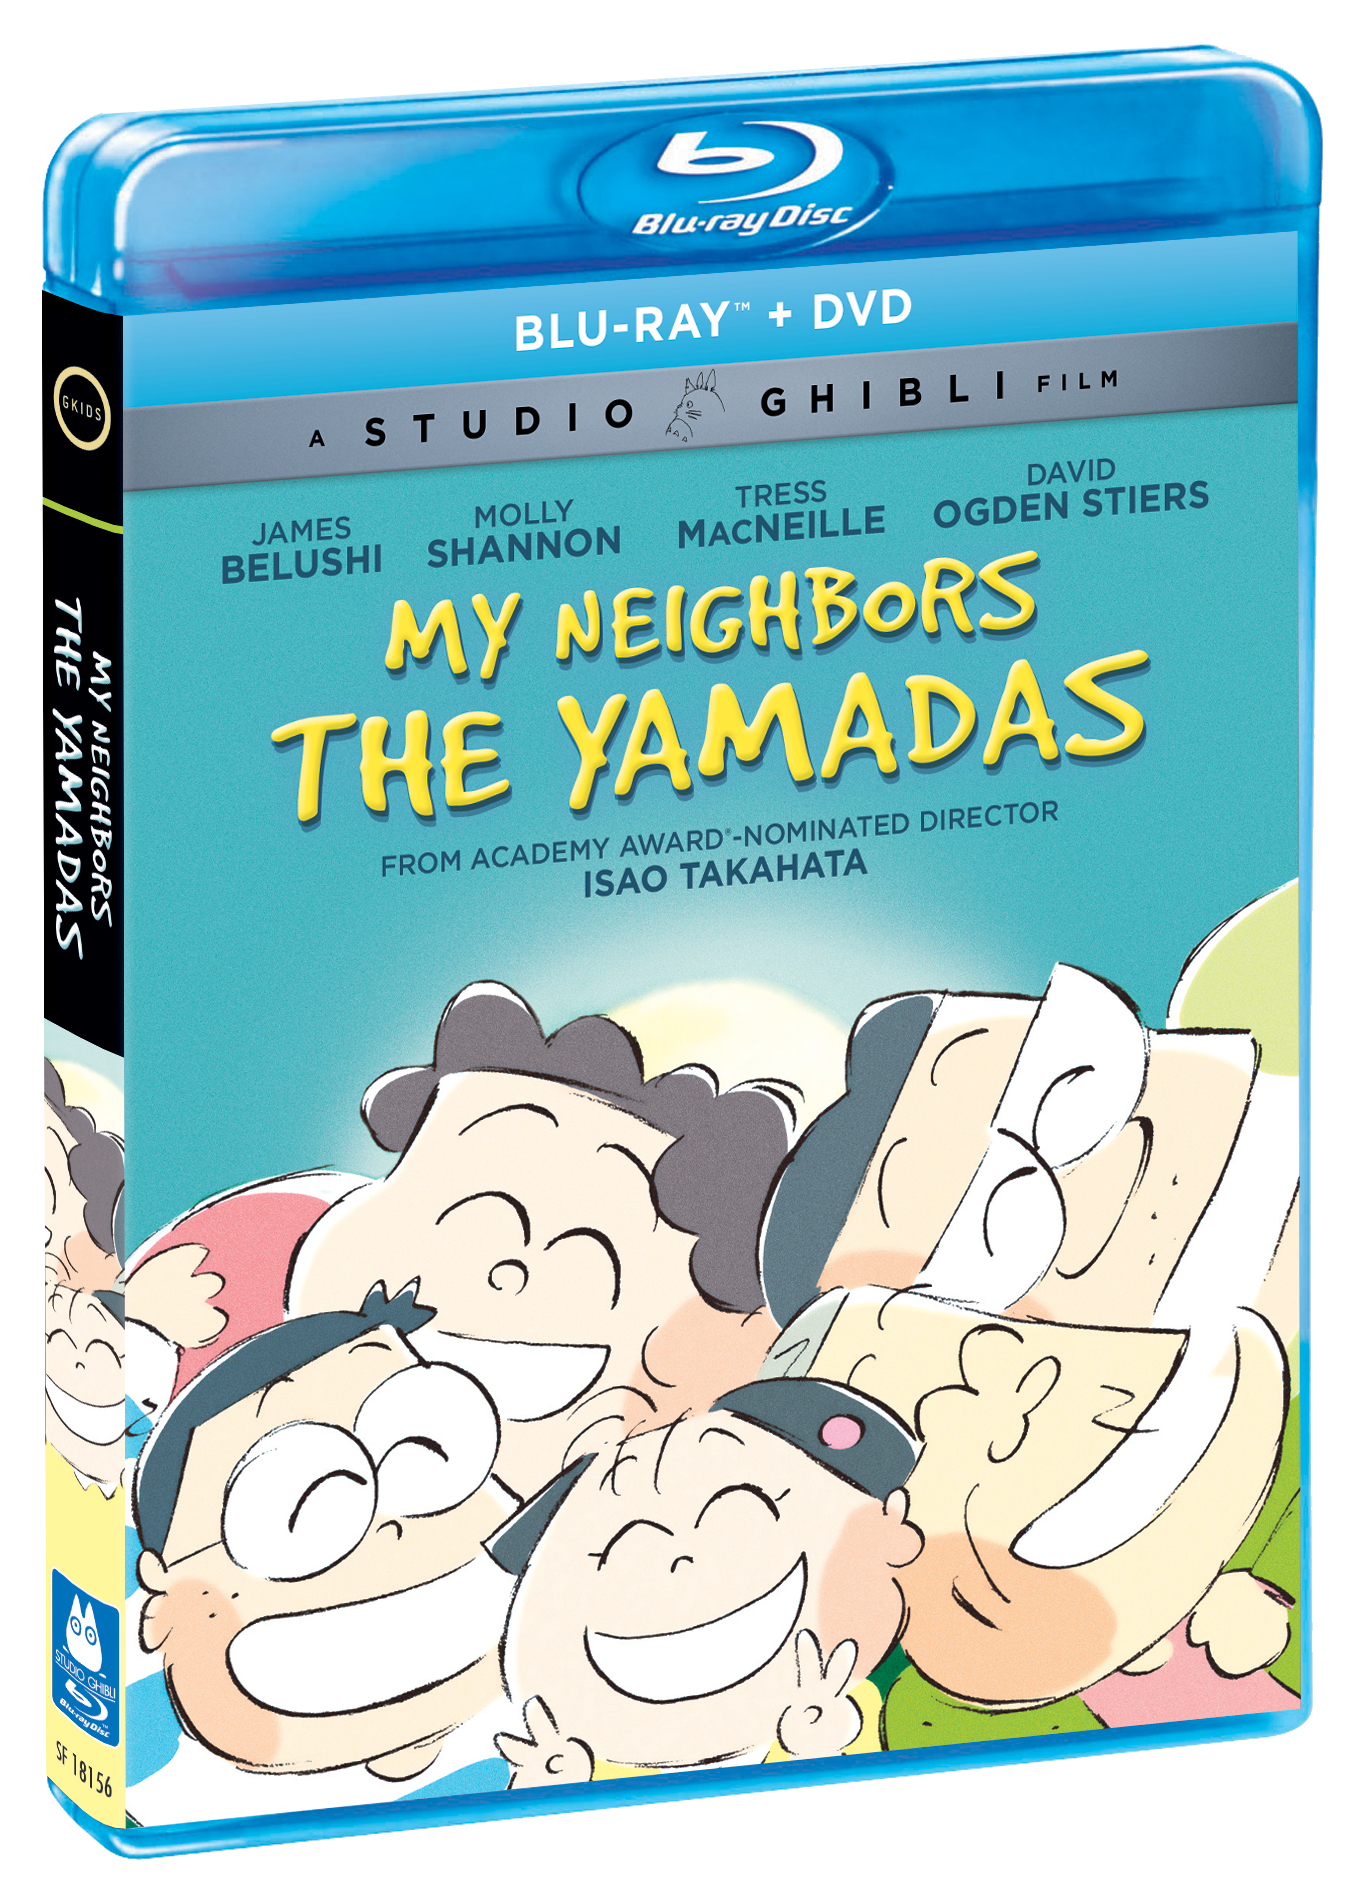 Blu-ray Disc
BLU-RAY™ + DVD
A STUDIO GHIBLI FILM
JAMES BELUSHI
MOLLY SHANNON
TRESS MACNEILLE
DAVID OGDEN STIERS
MY NEIGHBORS
THE YAMADAS
FROM ACADEMY AWARD®-NOMINATED DIRECTOR
ISAO TAKAHATA
GKIDS
MY NEIGHBORS
THE YAMADAS
STUDIO GHIBLI
Blu-ray Disc™
SF 18156